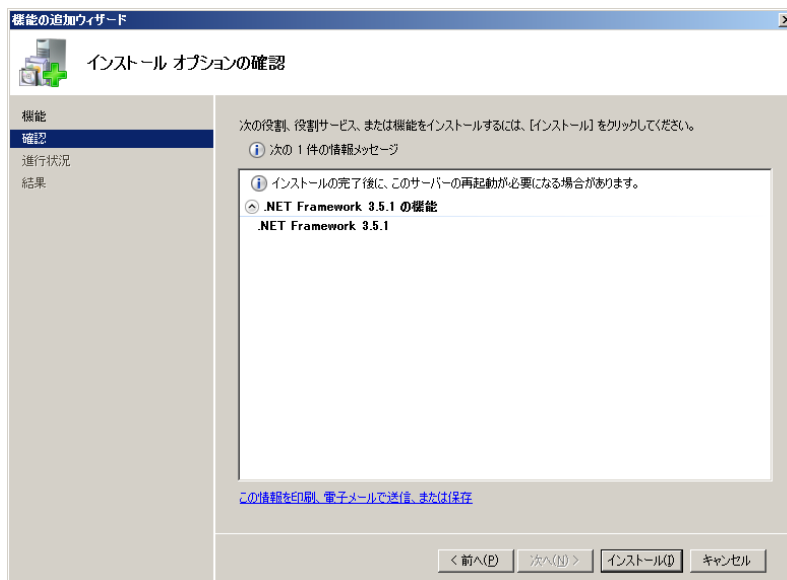 機能の追加ウィザード
インストール オプションの確認
機能
確認
進行状況
結果
次の役割、役割サービス、または機能をインストールするには、[インストール] をクリックしてください。
次の 1 件の情報メッセージ
インストールの完了後に、このサーバーの再起動が必要になる場合があります。
.NET Framework 3.5.1 の機能
.NET Framework 3.5.1
この情報を印刷、電子メールで送信、または保存
< 前へ(P) 次へ(N) > インストール(I) キャンセル